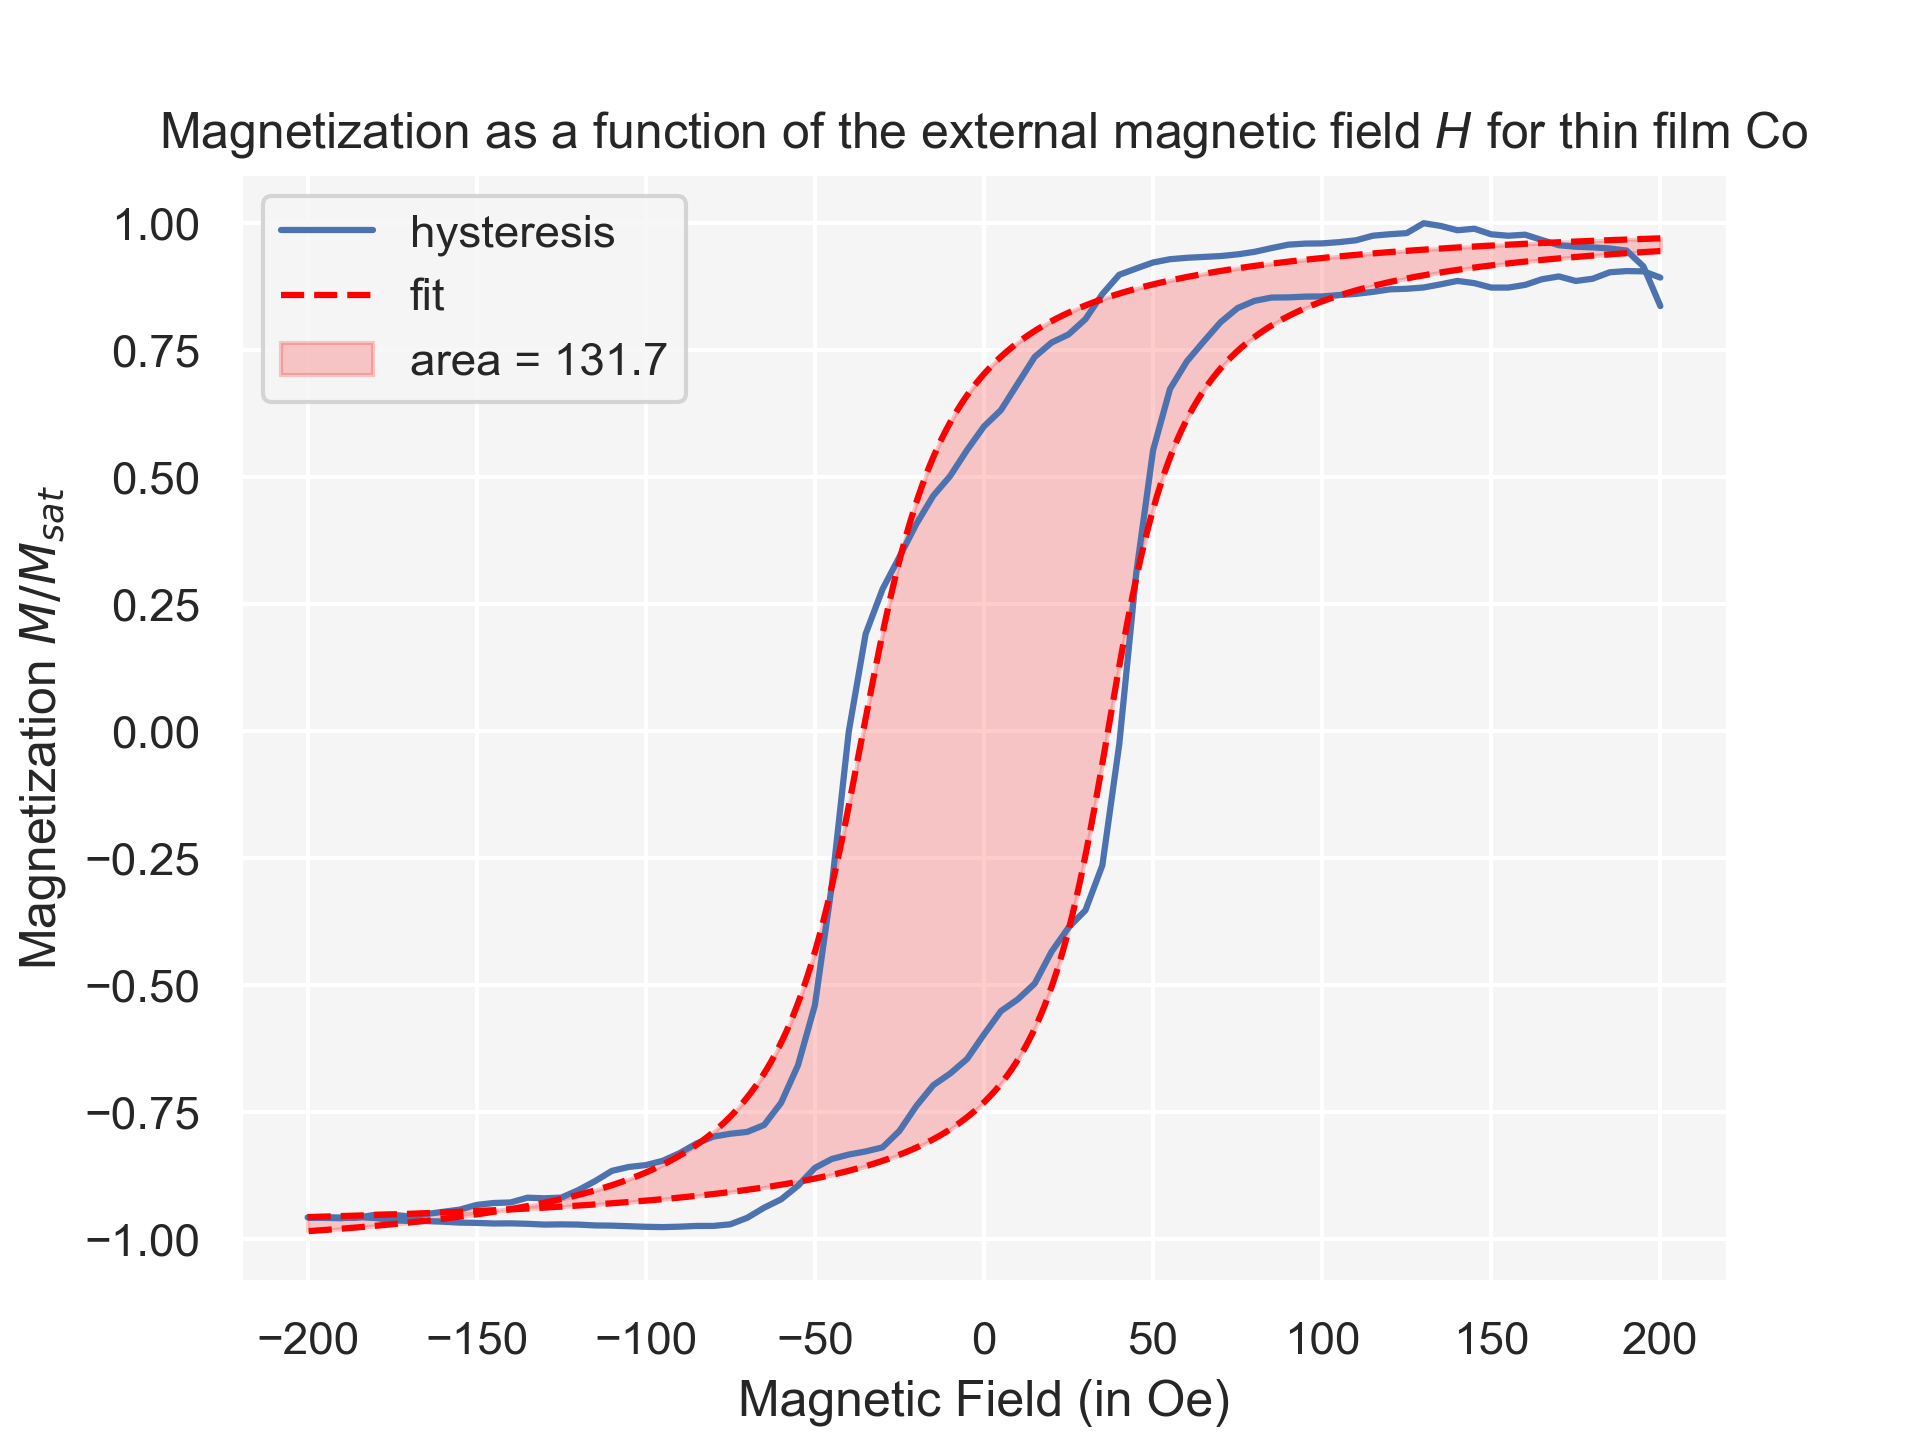 Magnetization as a function of the external magnetic field H for thin film Co
hysteresis
fit
area = 131.7
1.00
0.75
0.50
0.25
0.00
−0.25
−0.50
−0.75
−1.00
Magnetization M/Msat
−200 −150 −100 −50 0 50 100 150 200
Magnetic Field (in Oe)